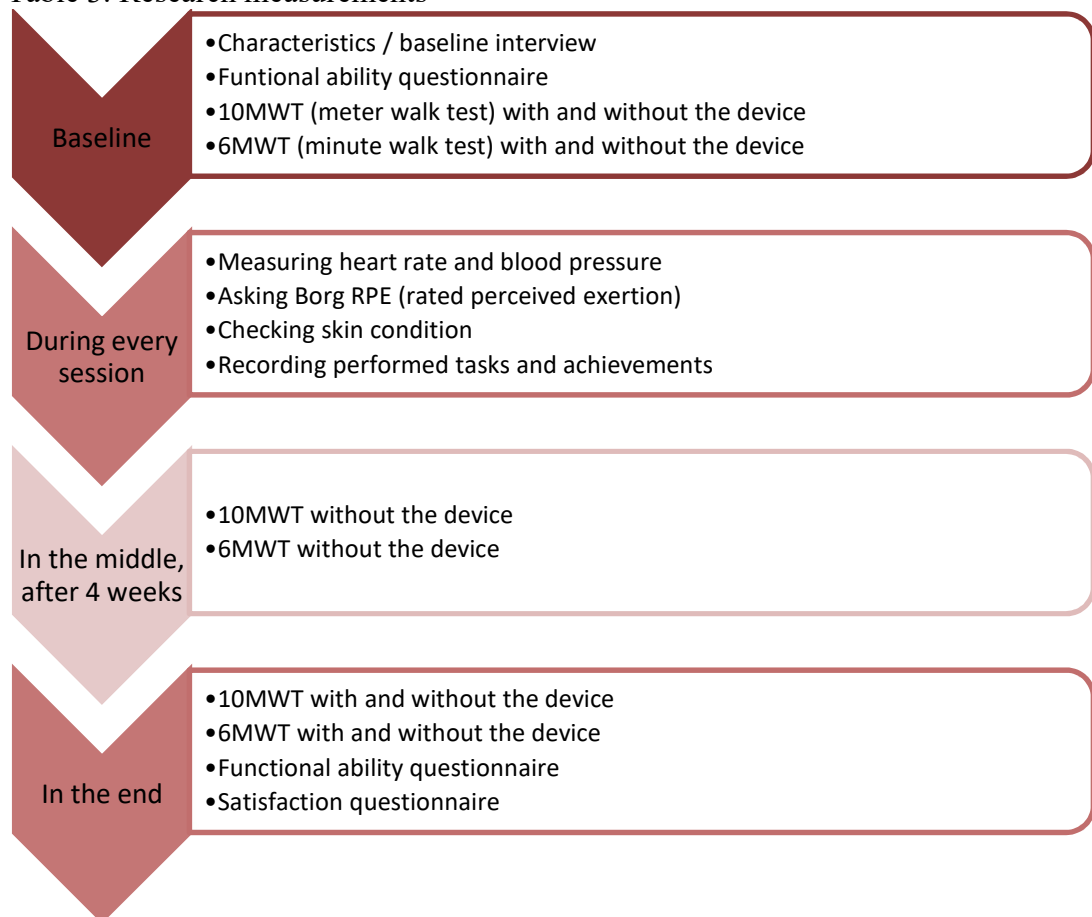 Baseline
•Characteristics / baseline interview
•Funtional ability questionnaire
•10MWT (meter walk test) with and without the device
•6MWT (minute walk test) with and without the device
During every
session
•Measuring heart rate and blood pressure
•Asking Borg RPE (rated perceived exertion)
•Checking skin condition
•Recording performed tasks and achievements
In the middle,
after 4 weeks
•10MWT without the device
•6MWT without the device
In the end
•10MWT with and without the device
•6MWT with and without the device
•Functional ability questionnaire
•Satisfaction questionnaire